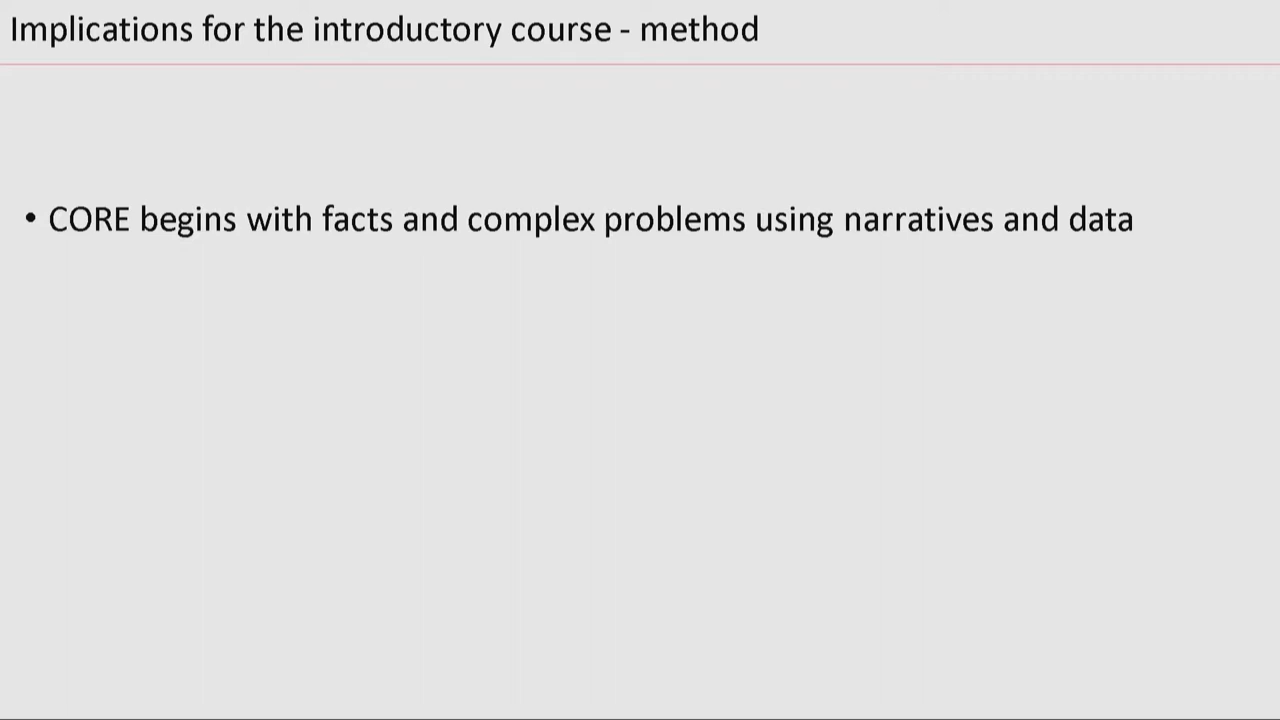 Implications for the introductory course - method
• CORE begins with facts and complex problems using narratives and data